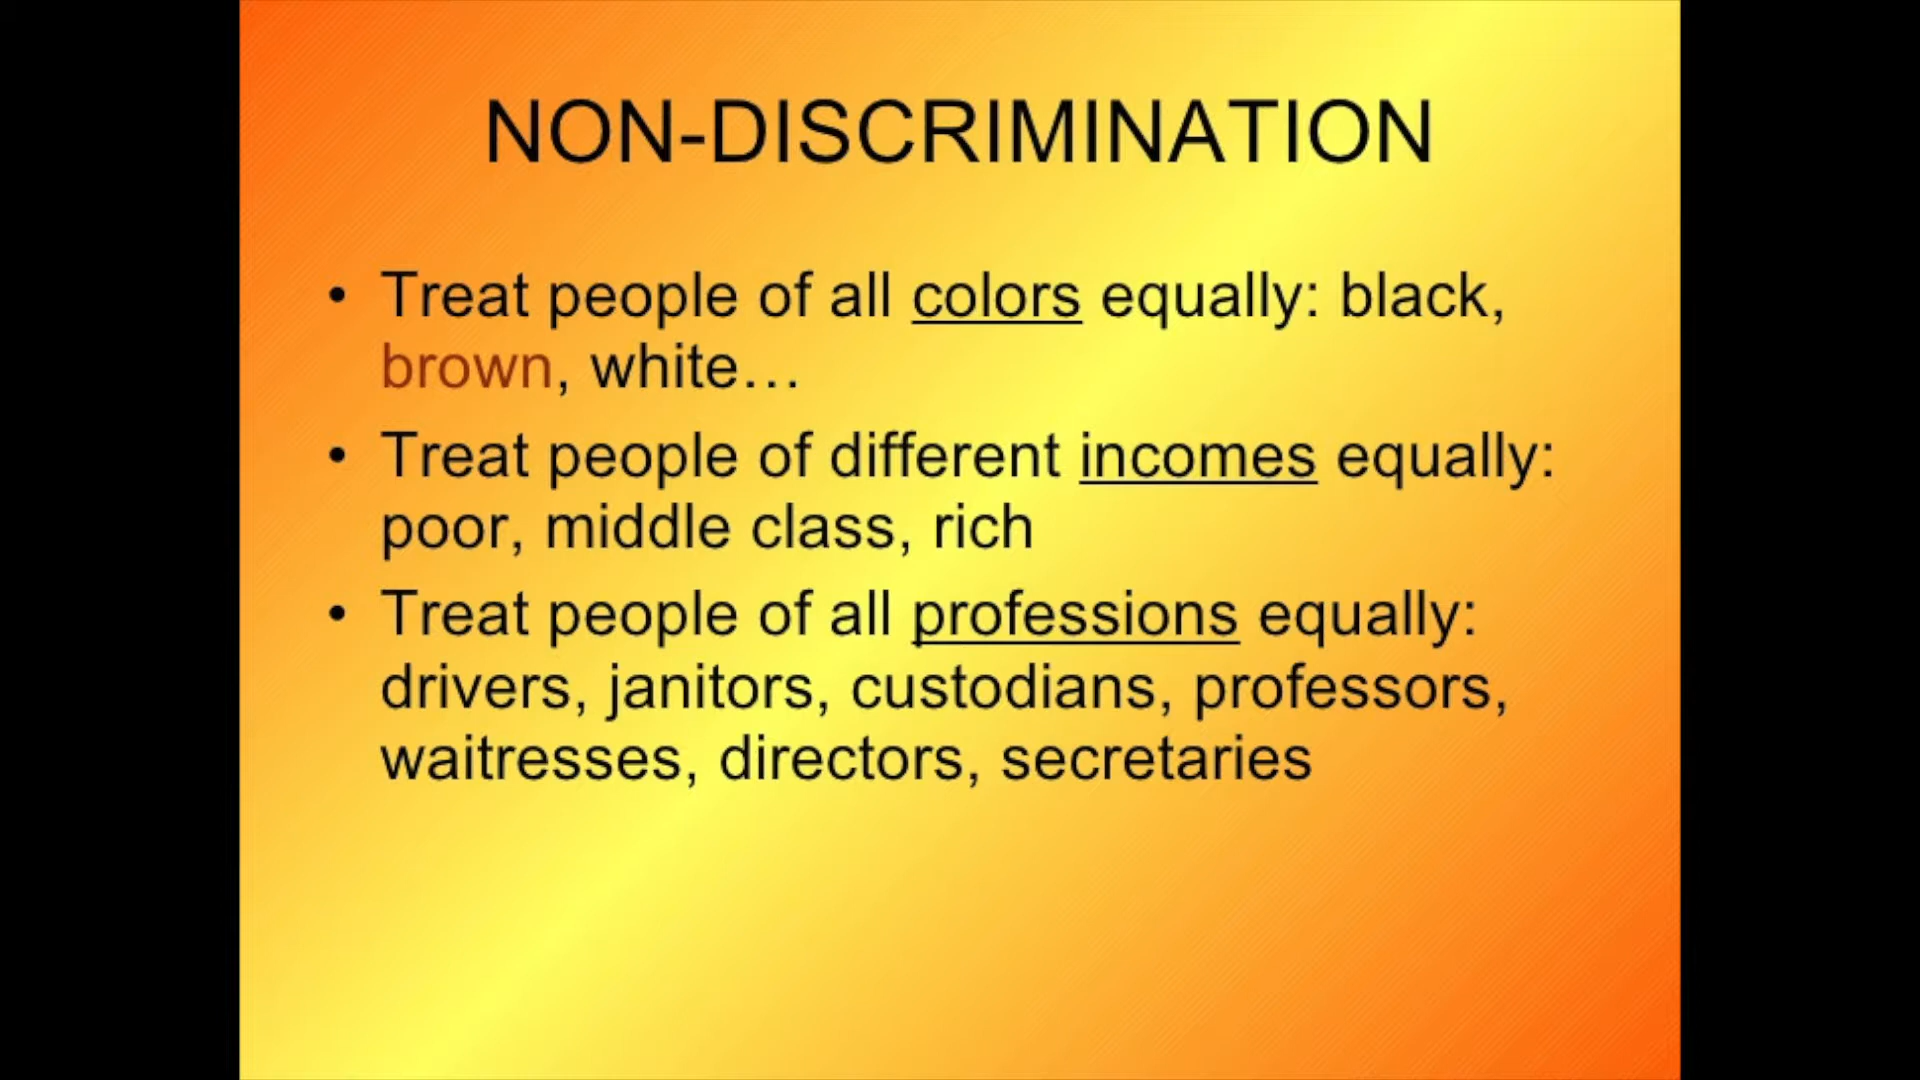 NON-DISCRIMINATION
• Treat people of all colors equally: black,
brown, white…
• Treat people of different incomes equally:
poor, middle class, rich
• Treat people of all professions equally:
drivers, janitors, custodians, professors,
waitresses, directors, secretaries